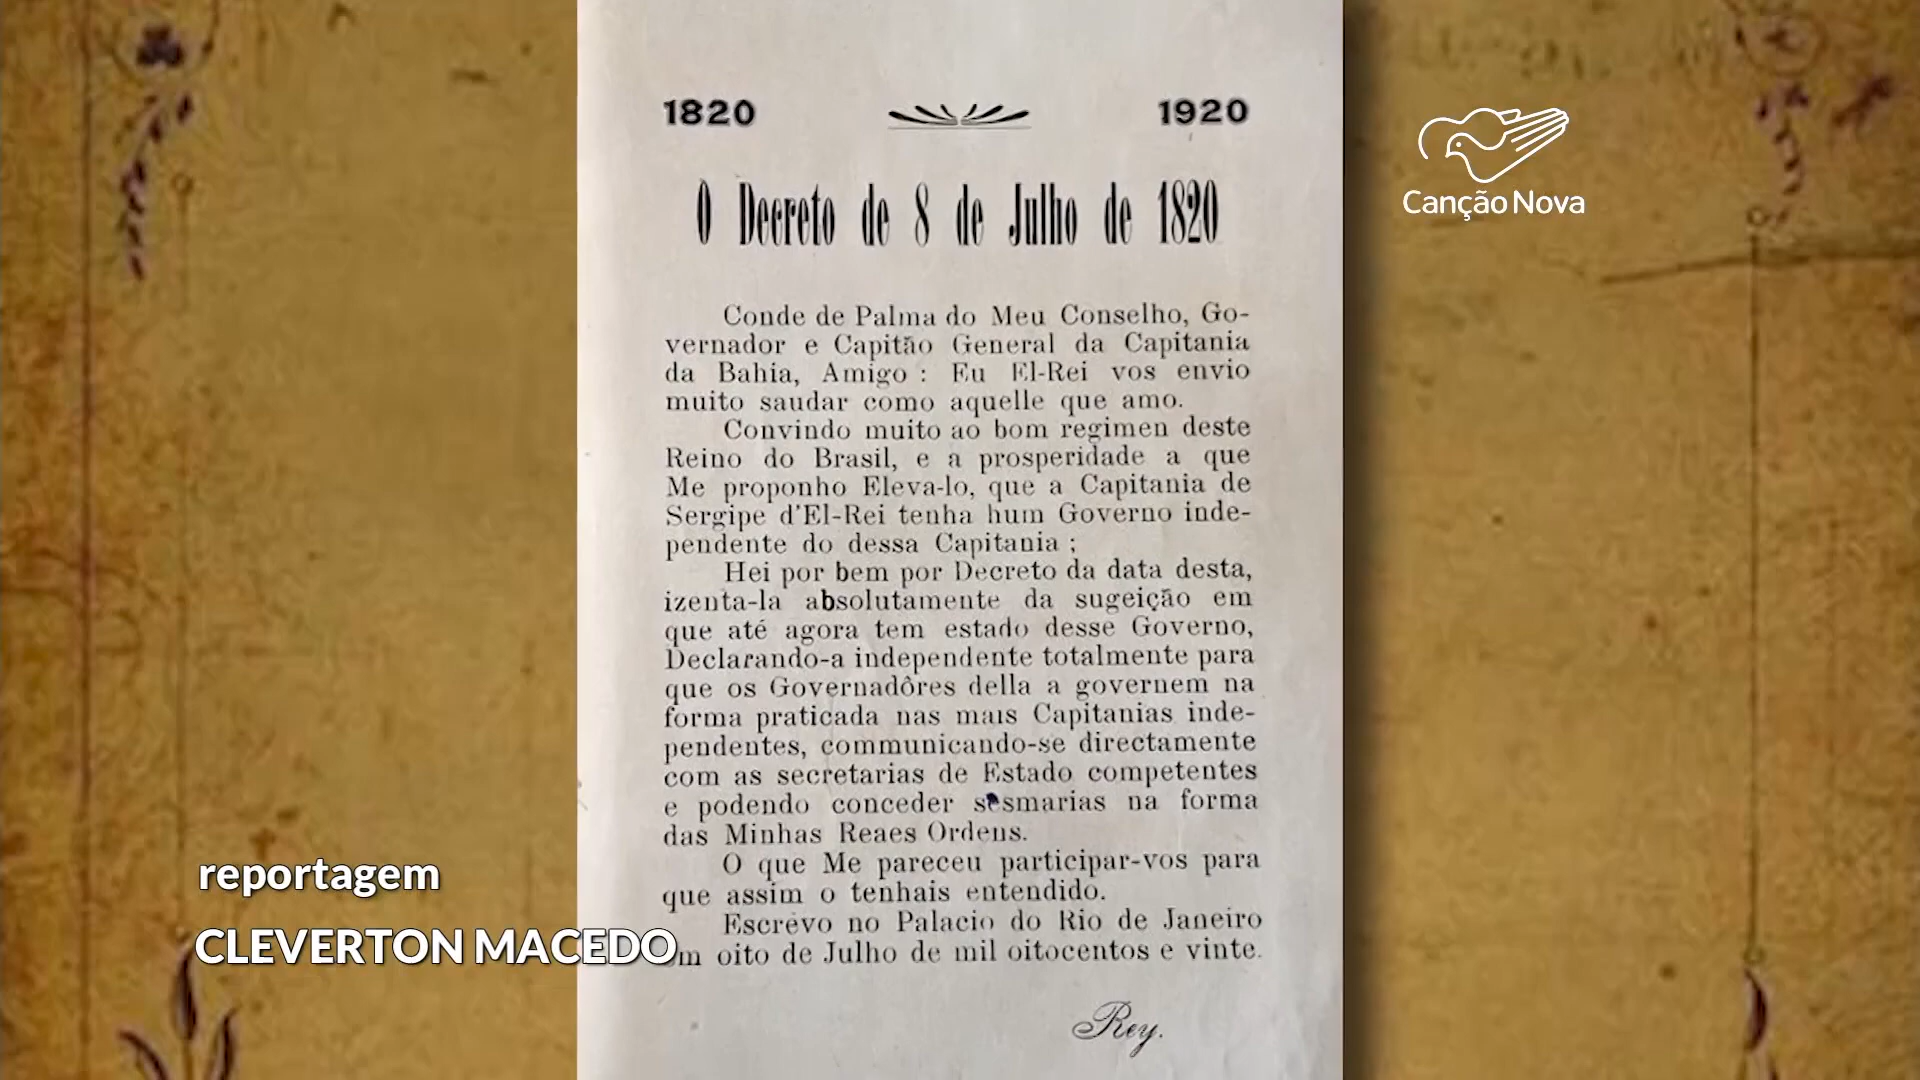 1820 1920
O Decreto de 8 de Julho de 1820
Conde de Palma do Meu Conselho, Go-
vernador e Capitão General da Capitania
da Bahia, Amigo : Eu El-Rei vos envio
muito saudar como aquelle que amo.
Convindo muito ao bom regimen deste
Reino do Brasil, e a prosperidade a que
Me proponho Eleva-lo, que a Capitania de
Sergipe d'El-Rei tenha hum Governo inde-
pendente do dessa Capitania ;
Hei por bem por Decreto da data desta,
izenta-la absolutamente da sugeição em
que até agora tem estado desse Governo,
Declarando-a independente totalmente para
que os Governadôres della a governem na
forma praticada nas mais Capitanias inde-
pendentes, communicando-se directamente
com as secretarias de Estado competentes
e podendo conceder sesmarias na forma
das Minhas Reaes Ordens.
O que Me pareceu participar-vos para
que assim o tenhais entendido.
Escrevo no Palacio do Rio de Janeiro
em oito de Julho de mil oitocentos e vinte.
Rey.
Canção Nova
reportagem
CLEVERTON MACEDO